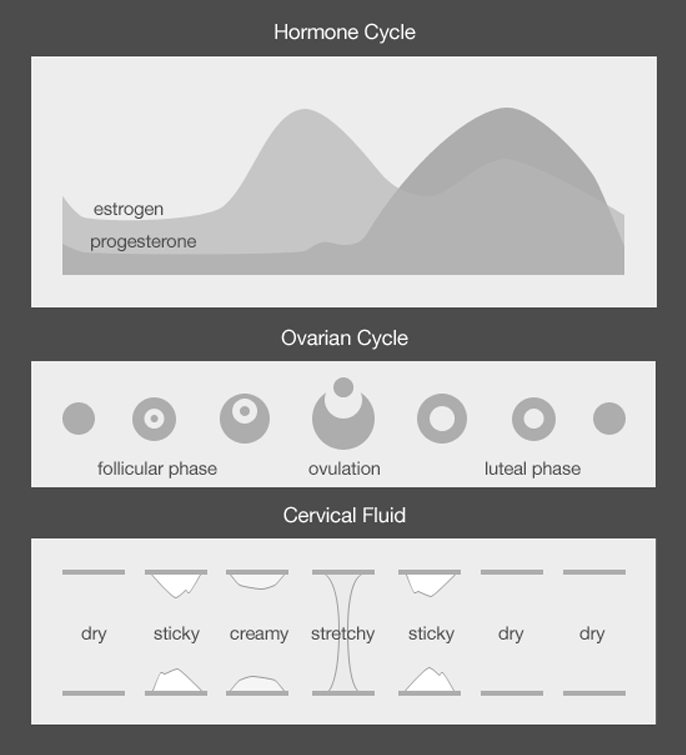 Hormone Cycle
estrogen
progesterone
Ovarian Cycle
follicular phase ovulation luteal phase
Cervical Fluid
dry sticky creamy stretchy sticky dry dry